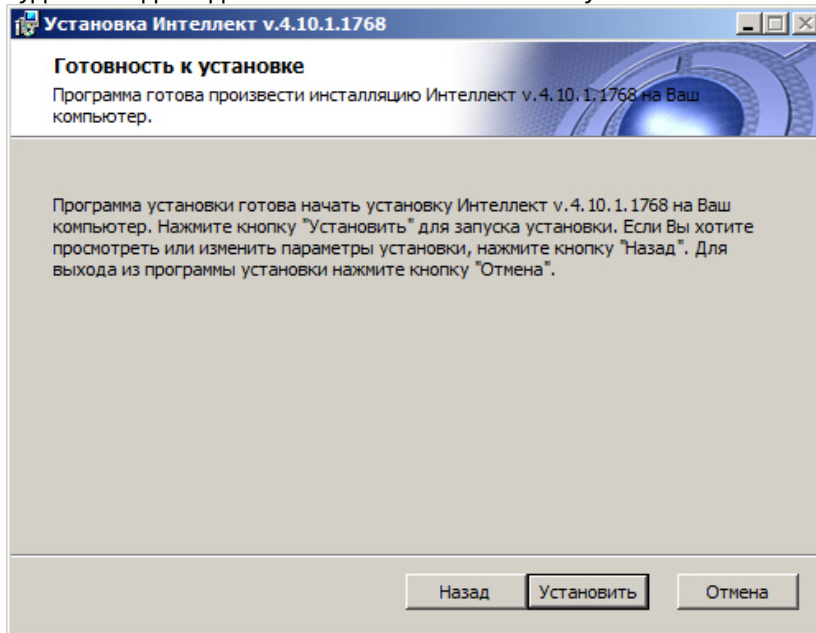 Установка Интеллект v.4.10.1.1768
Готовность к установке
Программа готова произвести инсталляцию Интеллект v.4.10.1.1768 на Ваш
компьютер.
Программа установки готова начать установку Интеллект v.4.10.1.1768 на Ваш
компьютер. Нажмите кнопку "Установить" для запуска установки. Если Вы хотите
просмотреть или изменить параметры установки, нажмите кнопку "Назад". Для
выхода из программы установки нажмите кнопку "Отмена".
Назад Установить Отмена